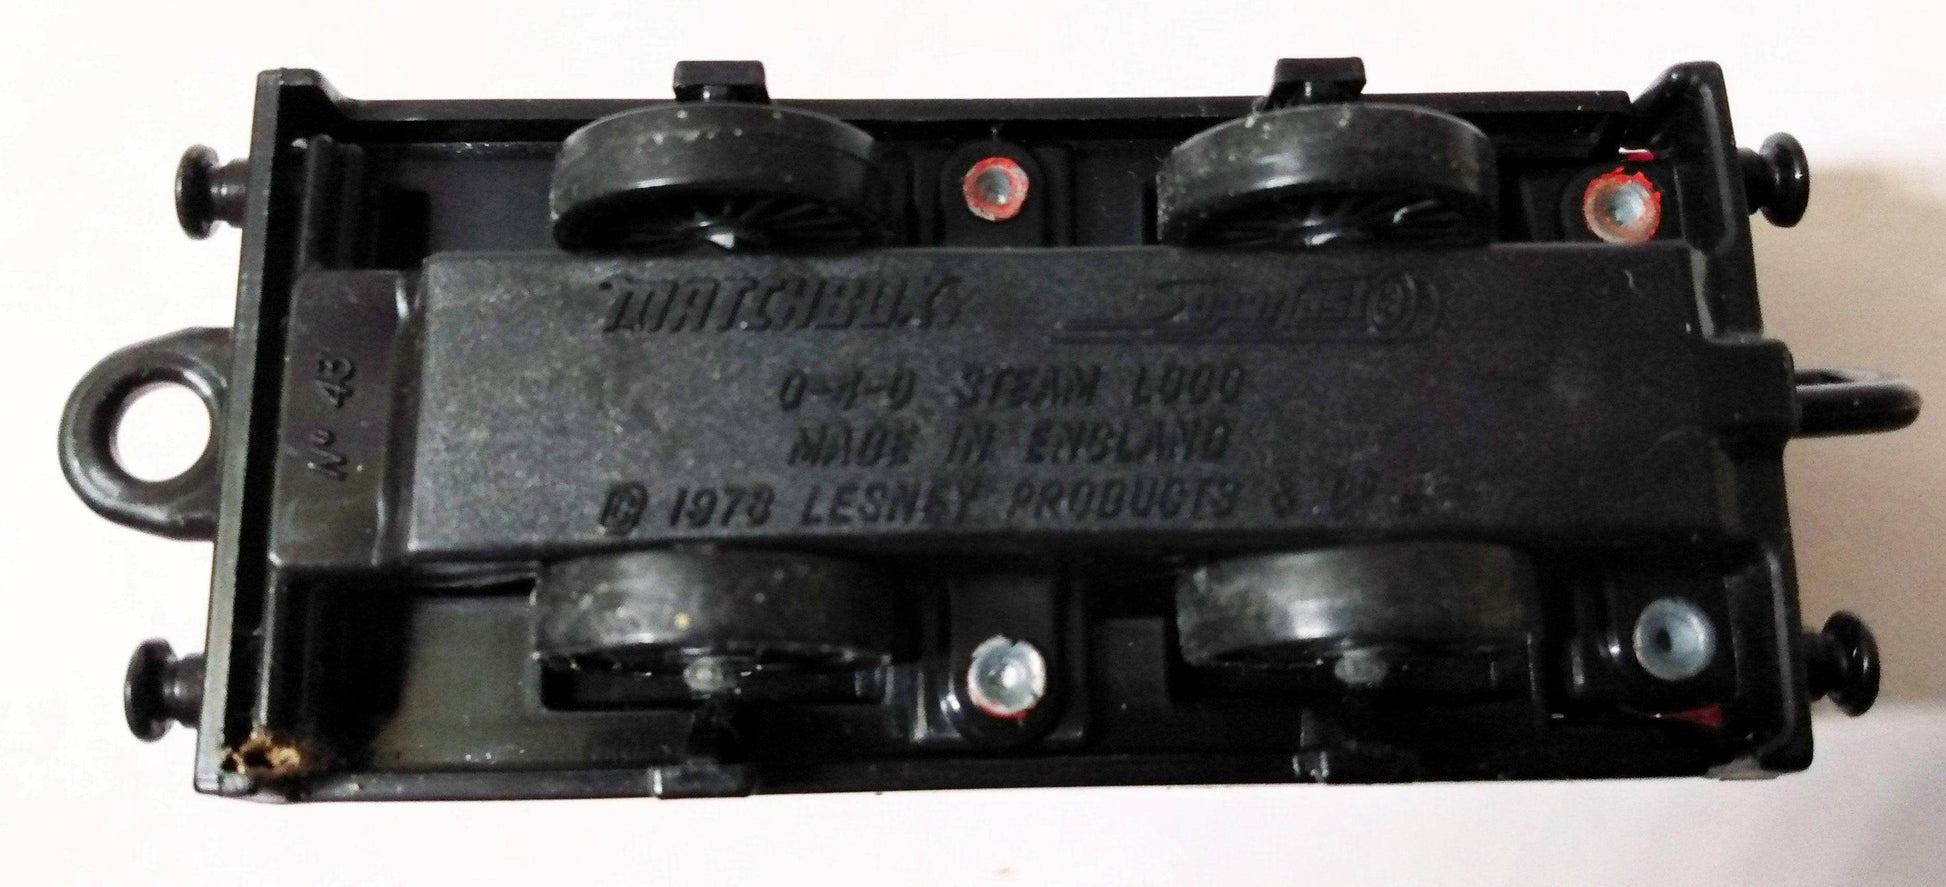 MATCHBOX Superfast
0-4-0 STEAM LOCO
MADE IN ENGLAND
© 1978 LESNEY PRODUCTS & Co
Nº 43